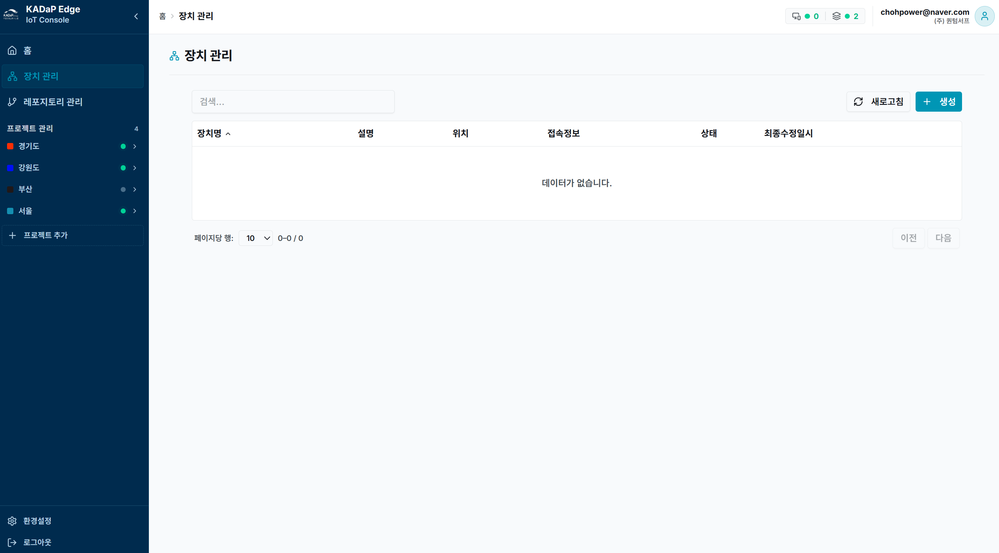 KADaP Edge
IoT Console
홈
장치 관리
레포지토리 관리
프로젝트 관리 4
경기도
강원도
부산
서울
프로젝트 추가
환경설정
로그아웃
홈 > 장치 관리
0 2
chohpower@naver.com
(주) 퀀텀서프
장치 관리
검색...
새로고침
생성
장치명 설명 위치 접속정보 상태 최종수정일시
데이터가 없습니다.
페이지당 행: 10 0–0 / 0
이전 다음